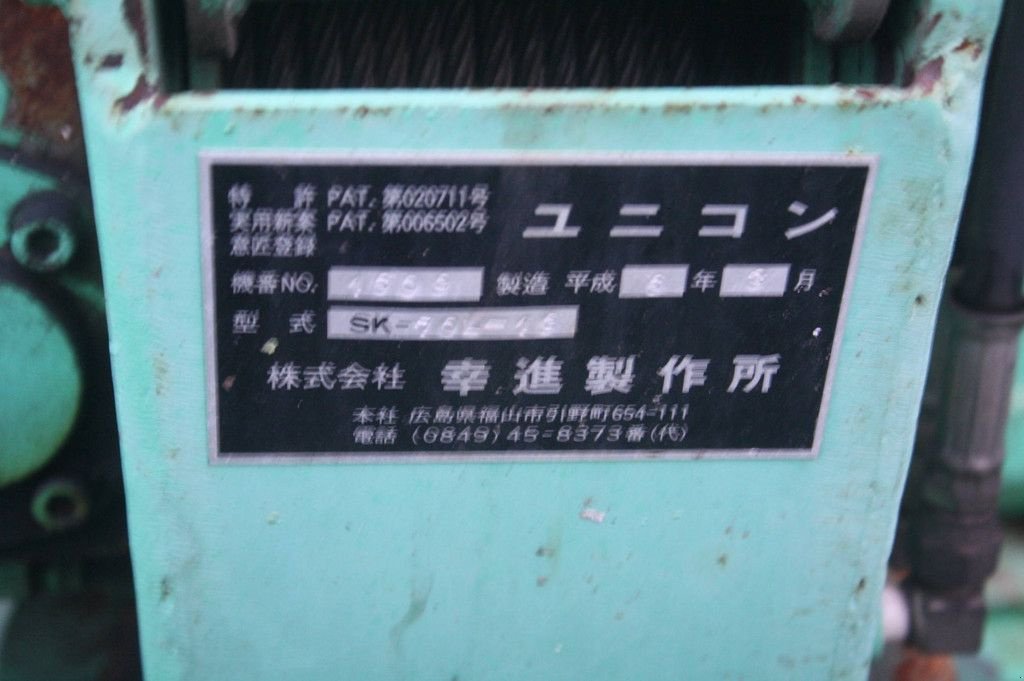 特許 PAT. 第020711号
実用新案 PAT. 第006502号
意匠登録
ユニコン
機番NO. 製造 平成 年 月
型式 SK-
株式会社 幸進製作所
本社 広島県福山市引野町654-111
電話 (0849) 45-8373番(代)